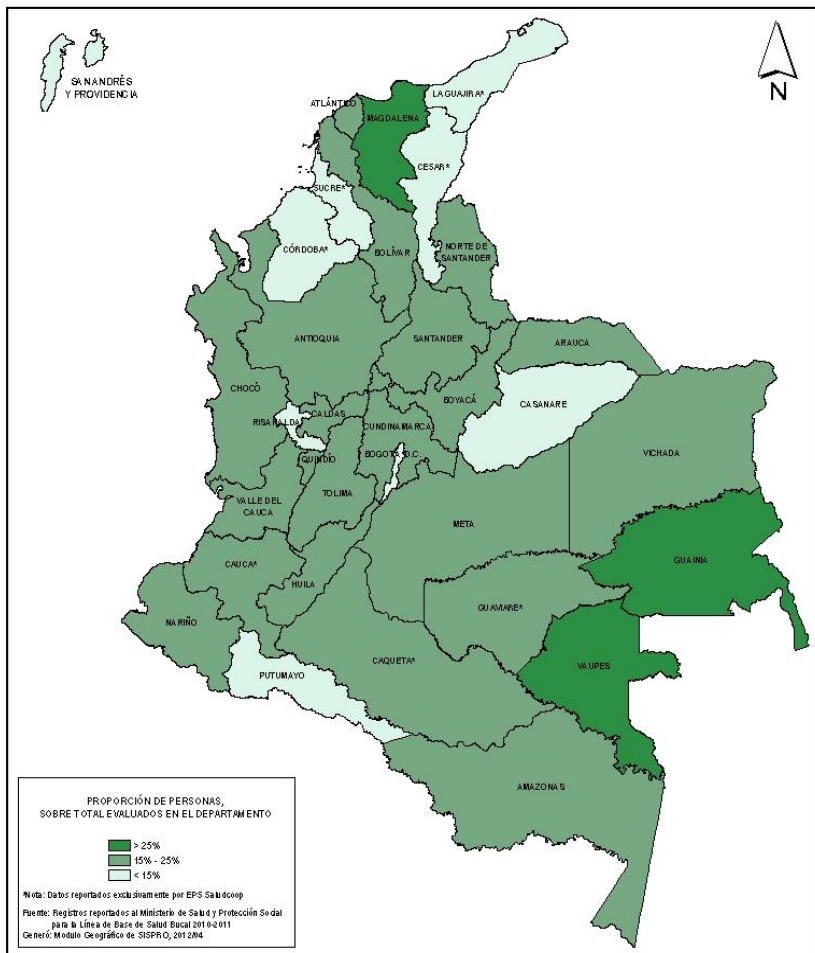 SAN ANDRÉS
Y PROVIDENCIA
N
ATLÁNTICO
MAGDALENA
LA GUAJIRA*
CESAR*
SUCRE*
CÓRDOBA*
BOLÍVAR
NORTE DE
SANTANDER
ANTIOQUIA
SANTANDER
ARAUCA
CHOCÓ
BOYACÁ
CASANARE
RISARALDA
CALDAS
CUNDINAMARCA
VICHADA
QUINDÍO
BOGOTA D.C.
TOLIMA
VALLE DEL
CAUCA
META
GUAINIA
CAUCA*
HUILA
GUAVIARE*
NARIÑO
CAQUETA*
VAUPES
PUTUMAYO
AMAZONAS
PROPORCIÓN DE PERSONAS,
SOBRE TOTAL EVALUADOS EN EL DEPARTAMENTO
> 25%
15% - 25%
< 15%
*Nota: Datos reportados exclusivamente por EPS Saludcoop
Fuente: Registros reportados al Ministerio de Salud y Protección Social
para la Línea de Base de Salud Bucal 2010-2011
Generó: Modulo Geográfico de SISPRO, 2012/04